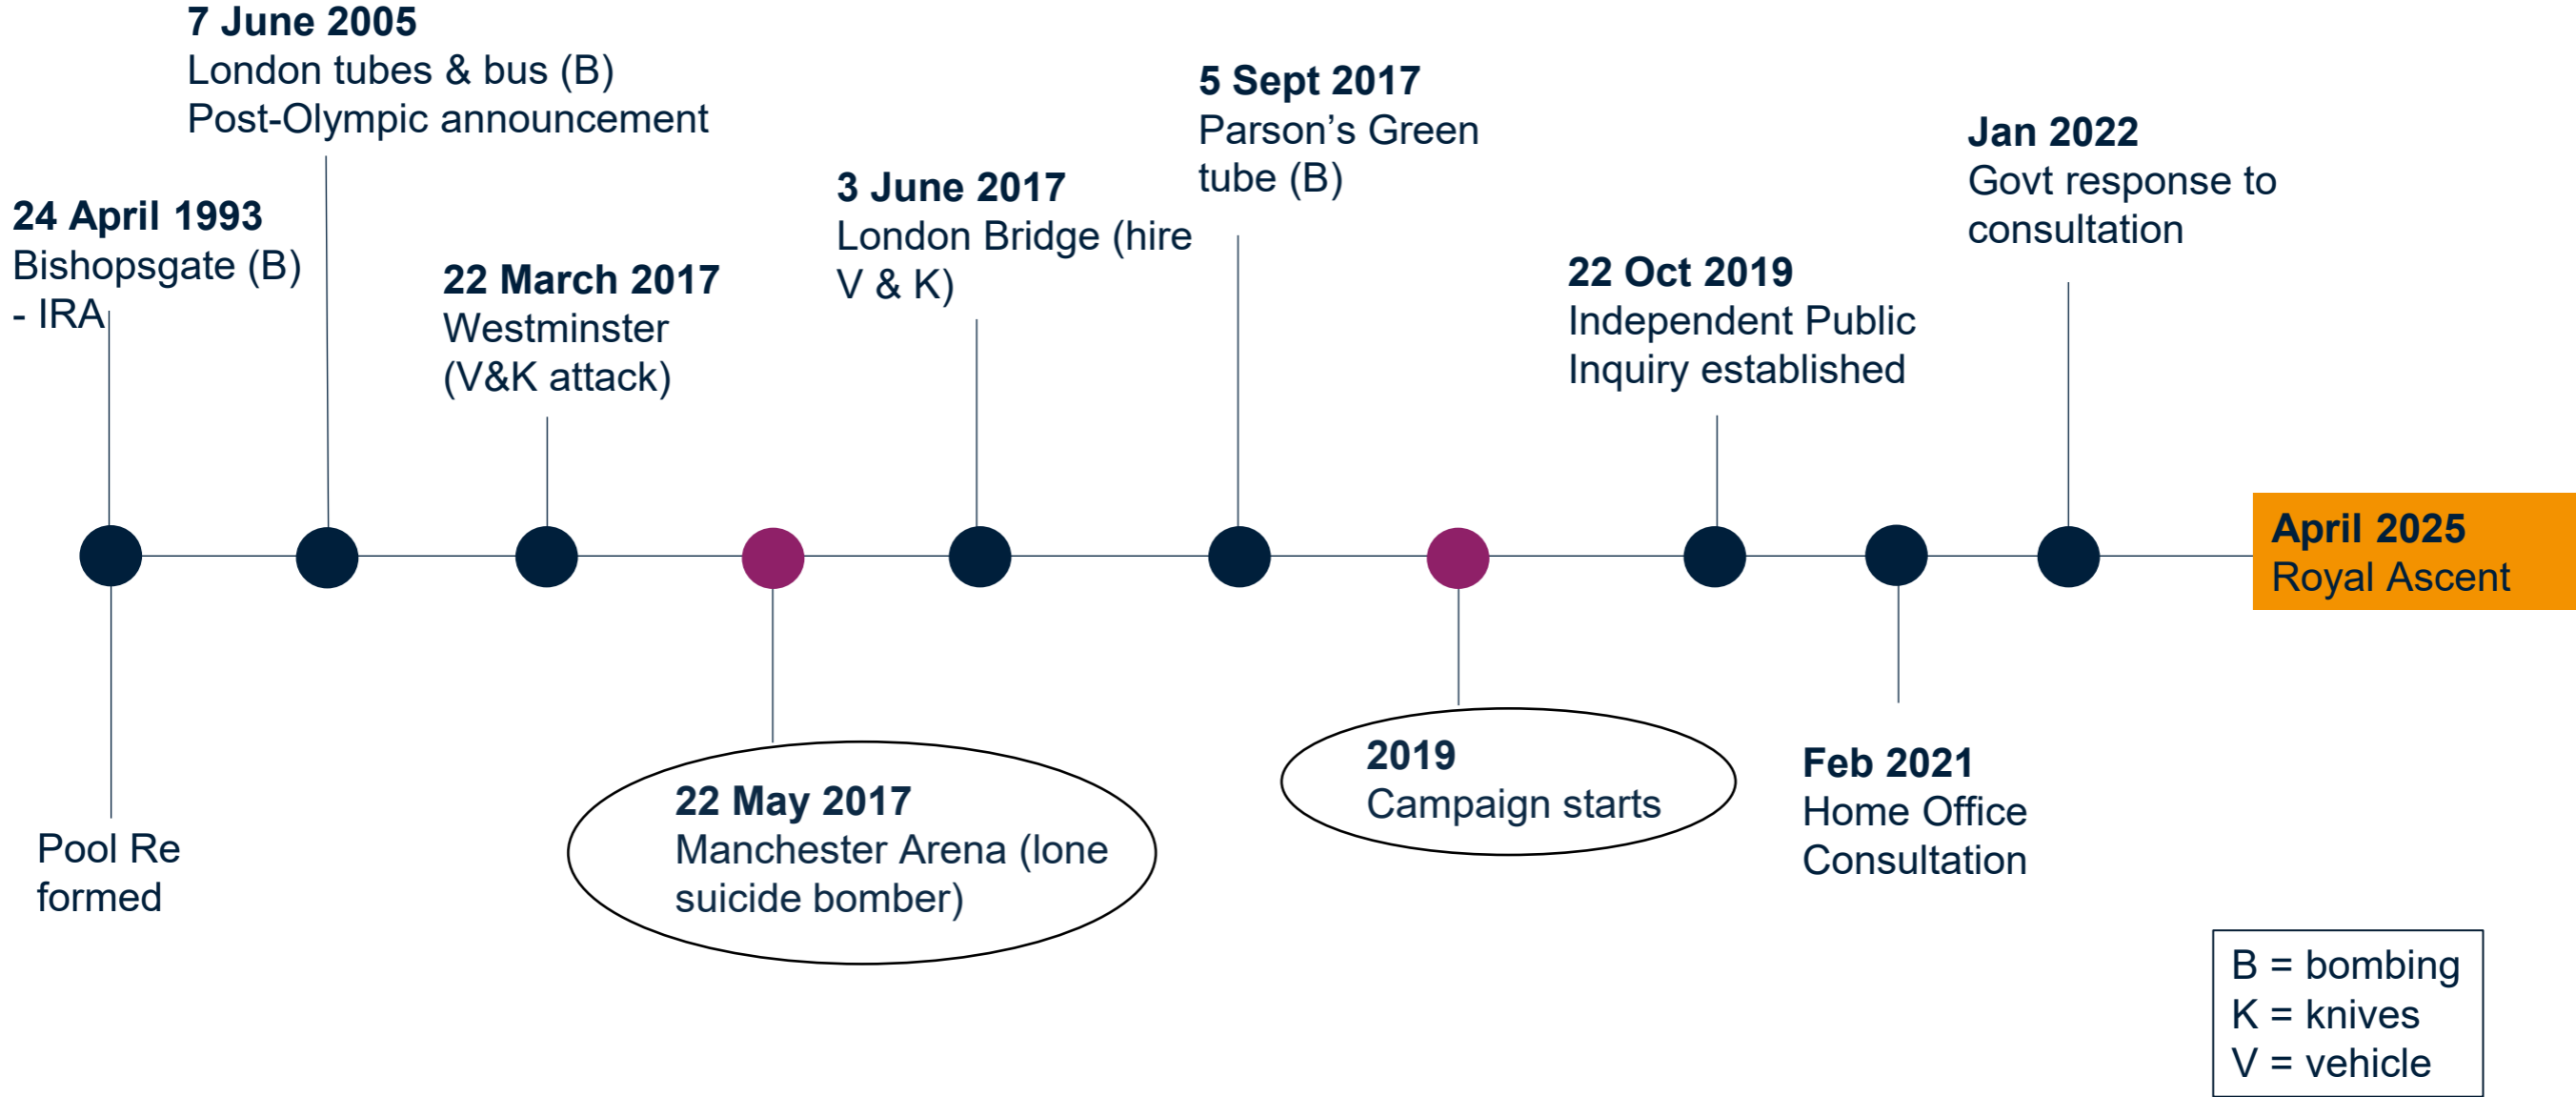 24 April 1993
Bishopsgate (B)
- IRA
Pool Re
formed
7 June 2005
London tubes & bus (B)
Post-Olympic announcement
22 March 2017
Westminster
(V&K attack)
22 May 2017
Manchester Arena (lone
suicide bomber)
3 June 2017
London Bridge (hire
V & K)
5 Sept 2017
Parson’s Green
tube (B)
2019
Campaign starts
22 Oct 2019
Independent Public
Inquiry established
Feb 2021
Home Office
Consultation
Jan 2022
Govt response to
consultation
April 2025
Royal Ascent
B = bombing
K = knives
V = vehicle